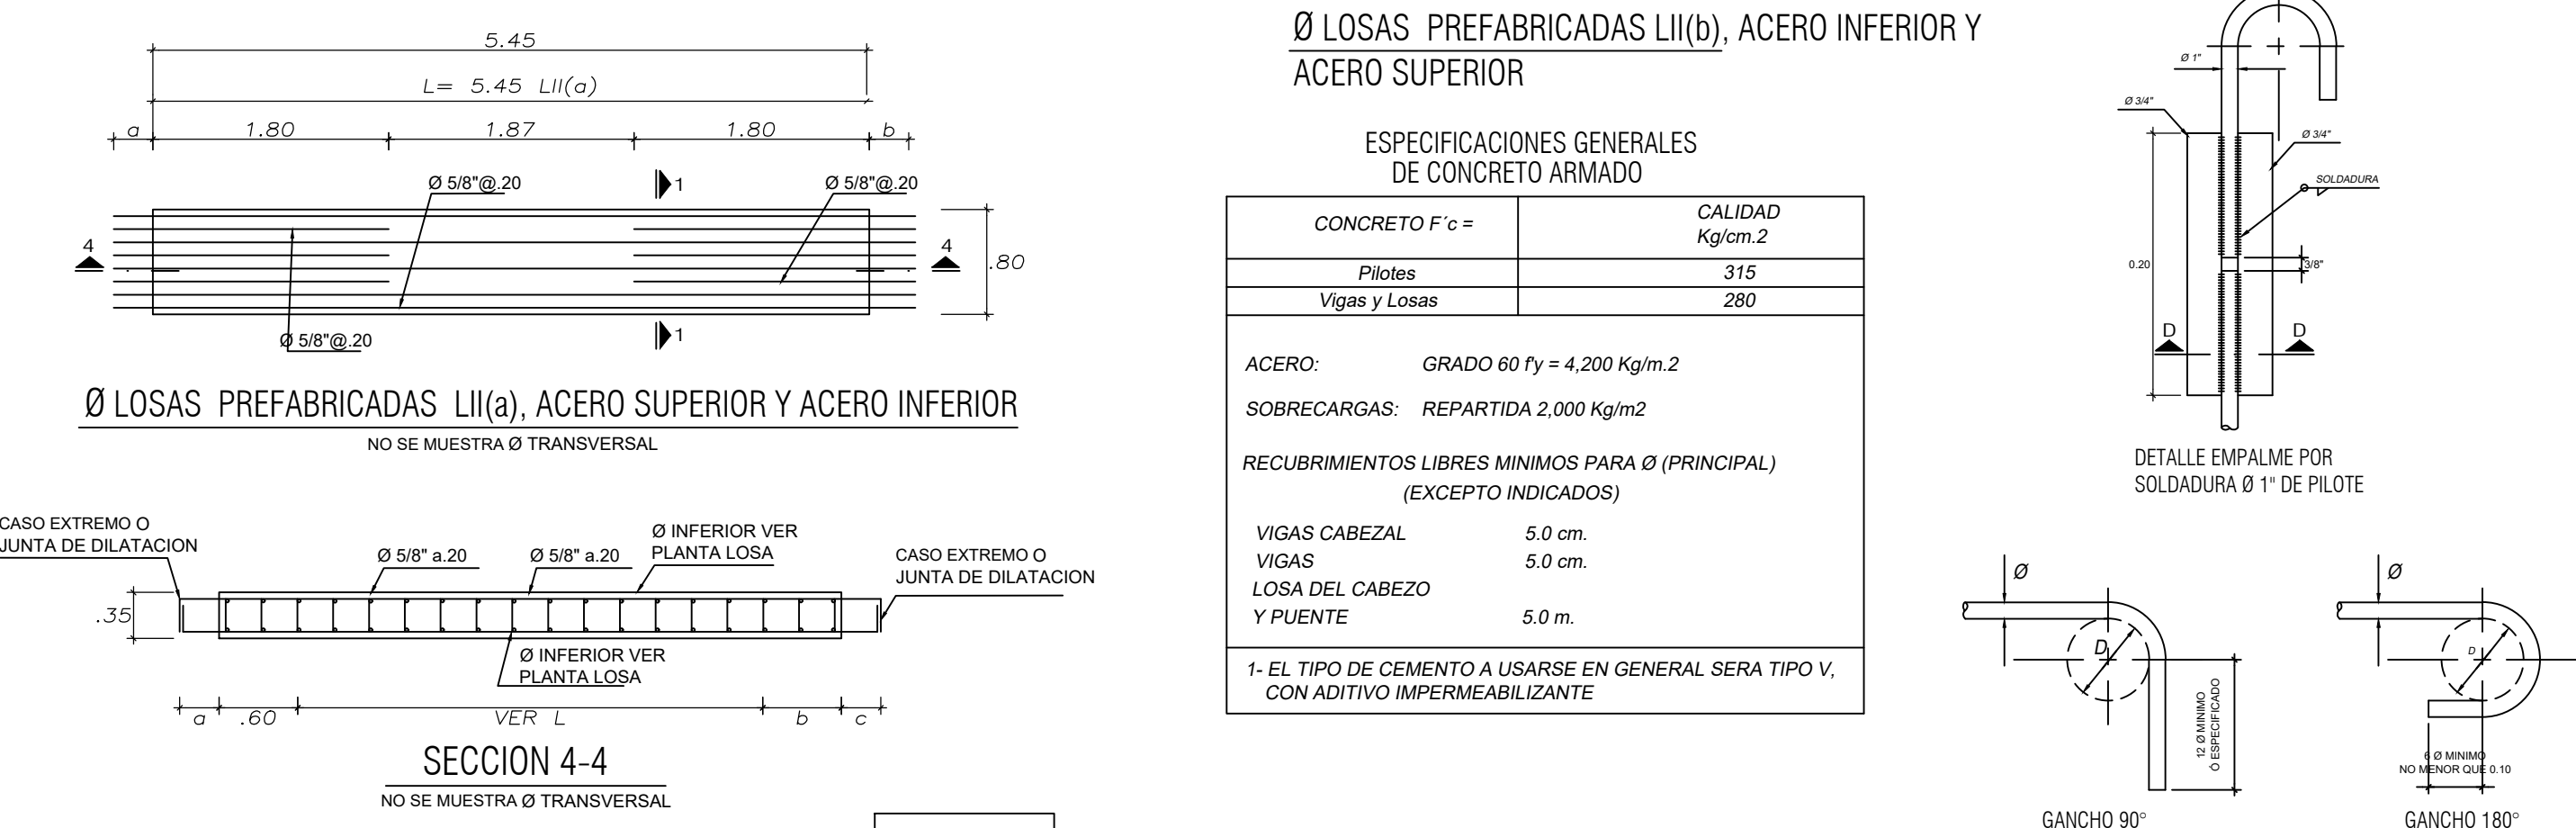 5.45
L= 5.45 LII(a)
a 1.80 1.87 1.80 b
Ø 5/8"@.20
1
Ø 5/8"@.20
4
4
.80
Ø 5/8"@.20
1
Ø LOSAS PREFABRICADAS LII(a), ACERO SUPERIOR Y ACERO INFERIOR
NO SE MUESTRA Ø TRANSVERSAL
CASO EXTREMO O
JUNTA DE DILATACION
Ø 5/8" a.20
Ø 5/8" a.20
Ø INFERIOR VER
PLANTA LOSA
CASO EXTREMO O
JUNTA DE DILATACION
.35
Ø INFERIOR VER
PLANTA LOSA
a .60 VER L b c
SECCION 4-4
NO SE MUESTRA Ø TRANSVERSAL
Ø LOSAS PREFABRICADAS LII(b), ACERO INFERIOR Y
ACERO SUPERIOR
ESPECIFICACIONES GENERALES
DE CONCRETO ARMADO
CONCRETO F´c =
CALIDAD
Kg/cm.2
Pilotes 315
Vigas y Losas 280
ACERO: GRADO 60 f'y = 4,200 Kg/m.2
SOBRECARGAS: REPARTIDA 2,000 Kg/m2
RECUBRIMIENTOS LIBRES MINIMOS PARA Ø (PRINCIPAL)
(EXCEPTO INDICADOS)
VIGAS CABEZAL 5.0 cm.
VIGAS 5.0 cm.
LOSA DEL CABEZO
Y PUENTE 5.0 m.
1- EL TIPO DE CEMENTO A USARSE EN GENERAL SERA TIPO V,
CON ADITIVO IMPERMEABILIZANTE
Ø 1"
Ø 3/4"
Ø 3/4"
SOLDADURA
0.20
3/8"
D
D
DETALLE EMPALME POR
SOLDADURA Ø 1" DE PILOTE
Ø
D
12 Ø MINIMO
Ó ESPECIFICADO
GANCHO 90°
Ø
D
6 Ø MINIMO
NO MENOR QUE 0.10
GANCHO 180°